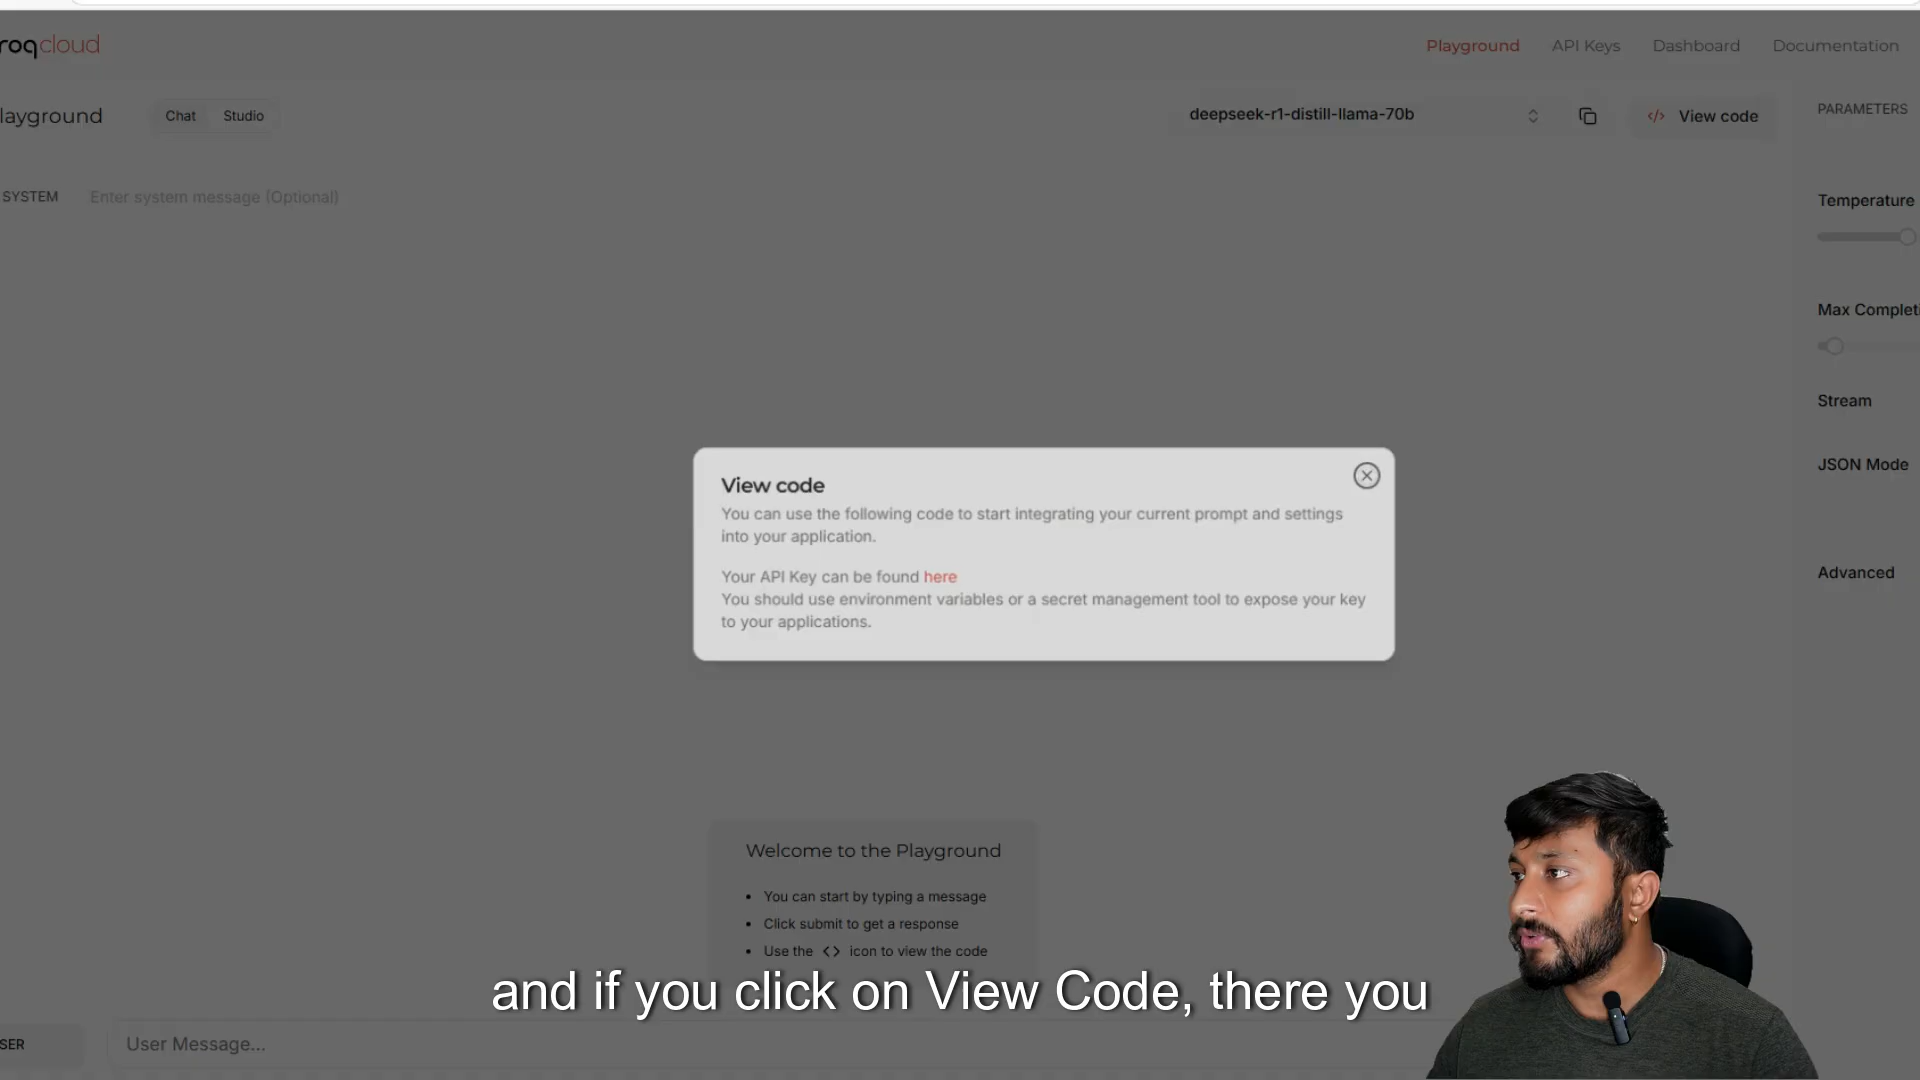 roqcloud
Playground API Keys Dashboard Documentation
layground Chat Studio deepseek-r1-distill-llama-70b </> View code PARAMETERS
SYSTEM Enter system message (Optional)
Temperature
Max Completi
Stream
JSON Mode
Advanced
View code
You can use the following code to start integrating your current prompt and settings
into your application.
Your API Key can be found here
You should use environment variables or a secret management tool to expose your key
to your applications.
Welcome to the Playground
• You can start by typing a message
• Click submit to get a response
• Use the <> icon to view the code
and if you click on View Code, there you
SER User Message...